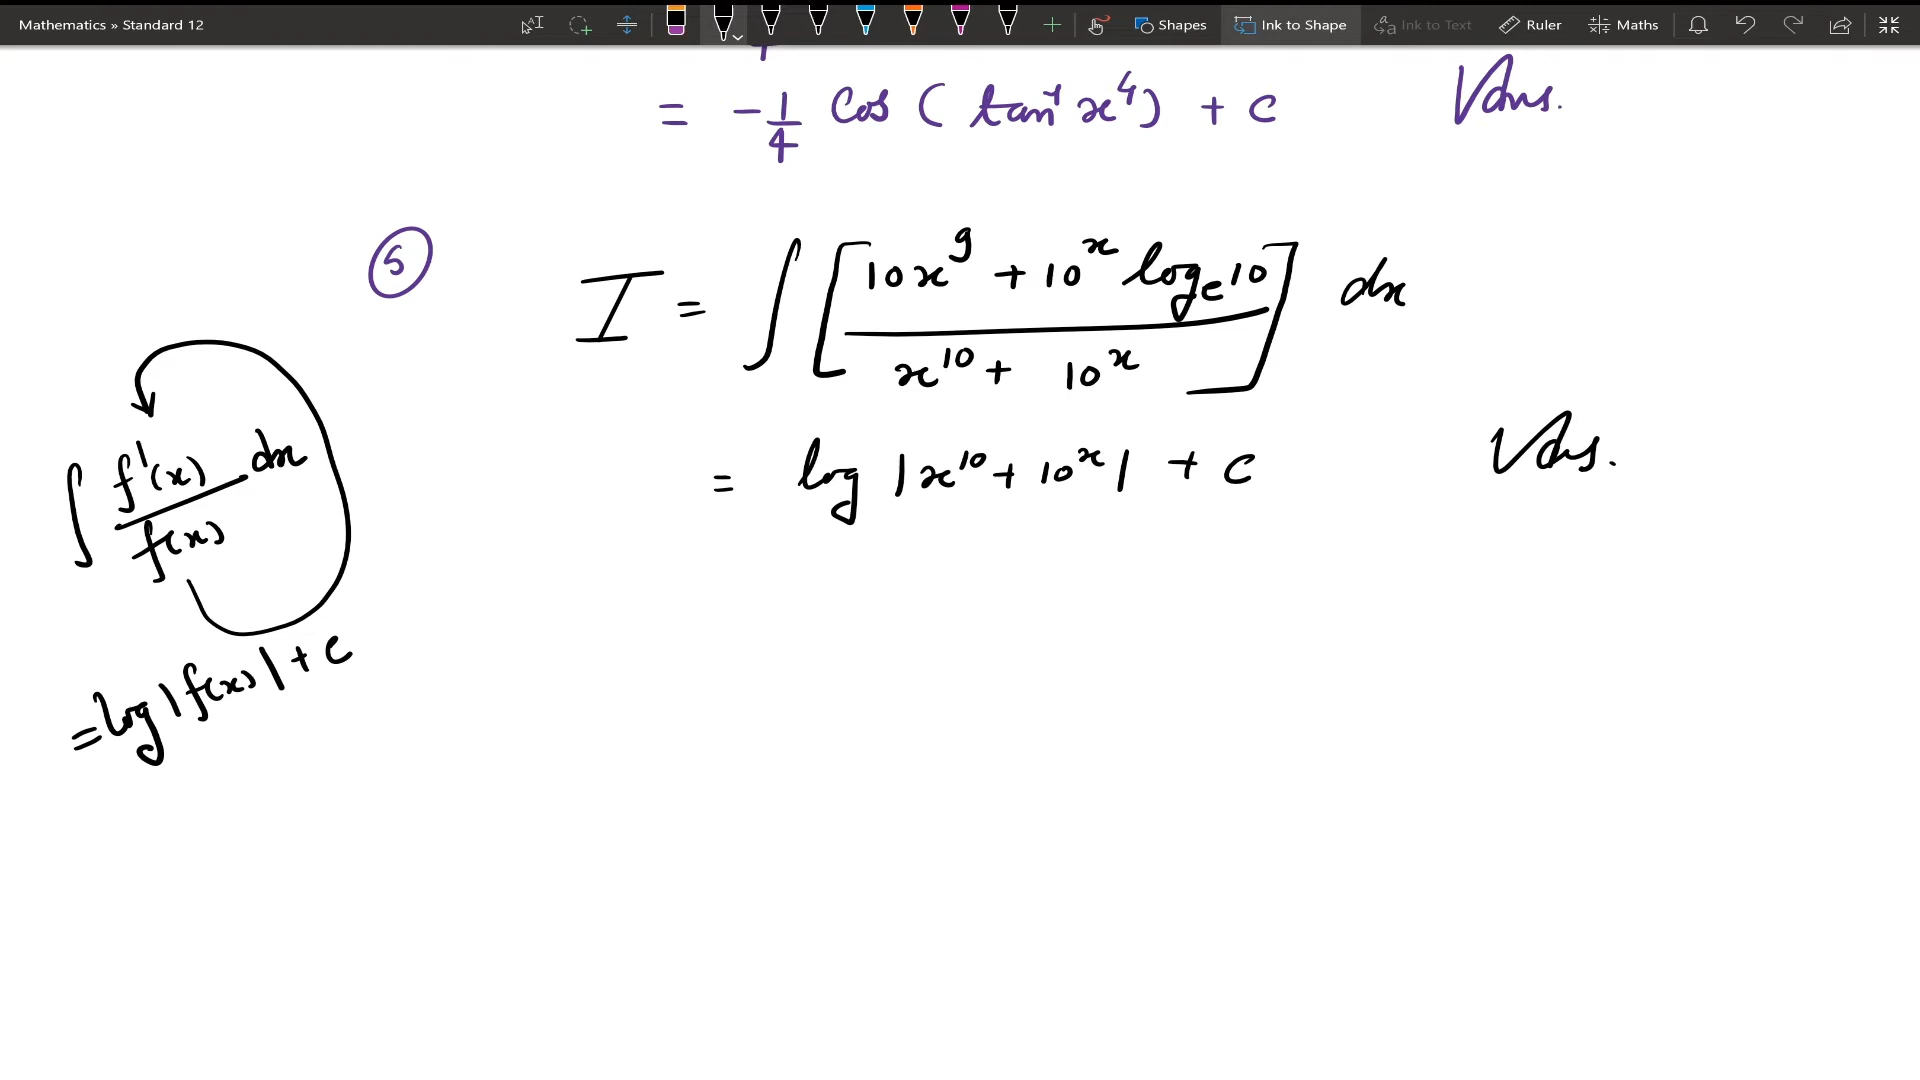 Mathematics » Standard 12
Shapes Ink to Shape Ink to Text Ruler Maths
= -1/4 cos (tan⁻¹ x⁴) + c Ans.
5 I = ∫ [10x⁹ + 10ˣ logₑ10 / x¹⁰ + 10ˣ] dx
= log |x¹⁰ + 10ˣ| + c Ans.
∫ f'(x)/f(x) dx
= log |f(x)| + c